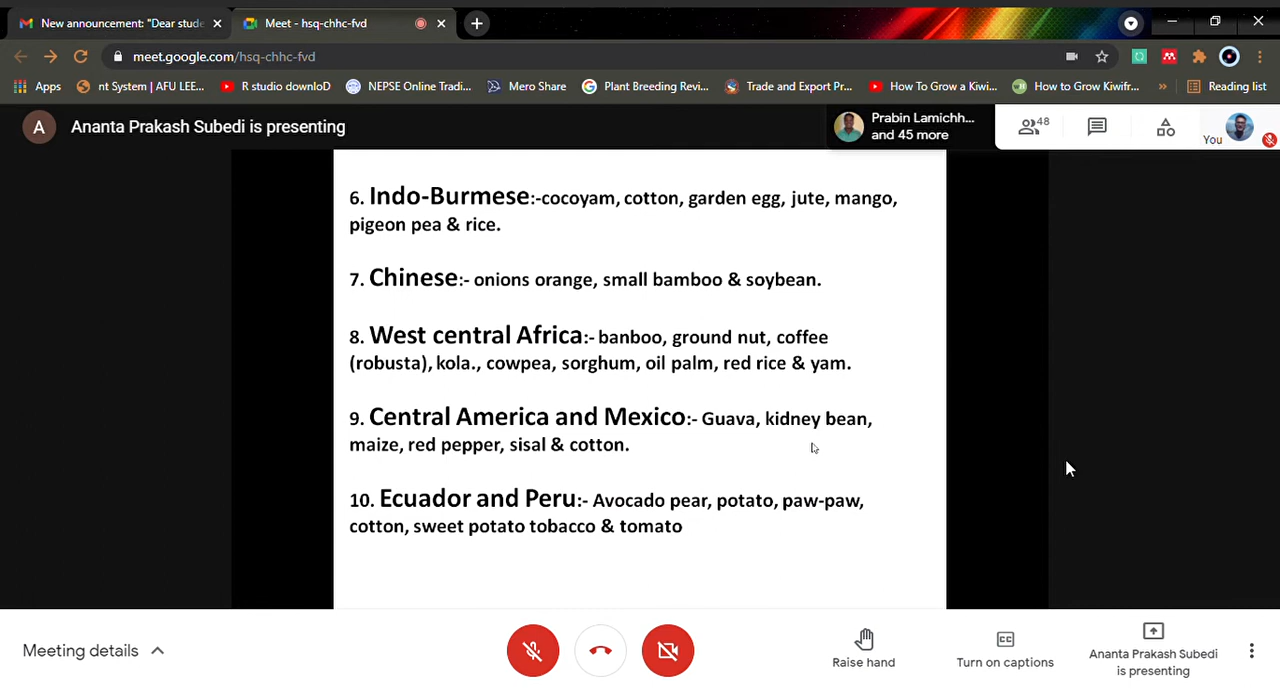 New announcement: "Dear stude
Meet - hsq-chhc-fvd
meet.google.com/hsq-chhc-fvd
Apps
nt System | AFU LEE...
R studio downloD
NEPSE Online Tradi...
Mero Share
Plant Breeding Revi...
Trade and Export Pr...
How To Grow a Kiwi...
How to Grow Kiwifr...
»
Reading list
A
Ananta Prakash Subedi is presenting
Prabin Lamichh...
and 45 more
48
You
6. Indo-Burmese:-cocoyam, cotton, garden egg, jute, mango,
pigeon pea & rice.
7. Chinese:- onions orange, small bamboo & soybean.
8. West central Africa:- banboo, ground nut, coffee
(robusta), kola., cowpea, sorghum, oil palm, red rice & yam.
9. Central America and Mexico:- Guava, kidney bean,
maize, red pepper, sisal & cotton.
10. Ecuador and Peru:- Avocado pear, potato, paw-paw,
cotton, sweet potato tobacco & tomato
Meeting details
Raise hand
CC
Turn on captions
Ananta Prakash Subedi
is presenting